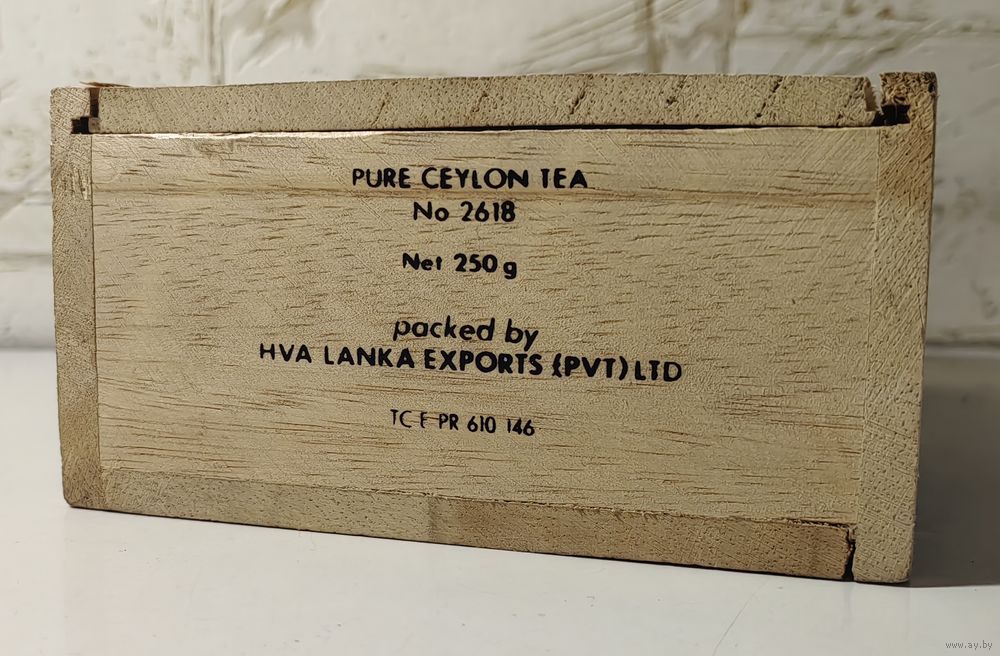 PURE CEYLON TEA
No 2618
Net 250 g
packed by
HVA LANKA EXPORTS (PVT) LTD
TC E PR 610 146
www.ay.by